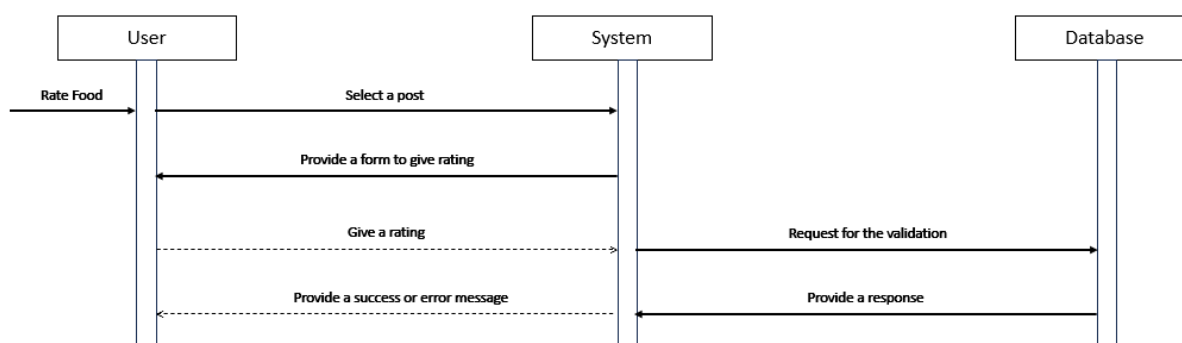 User
System
Database
Rate Food
Select a post
Provide a form to give rating
Give a rating
Request for the validation
Provide a success or error message
Provide a response